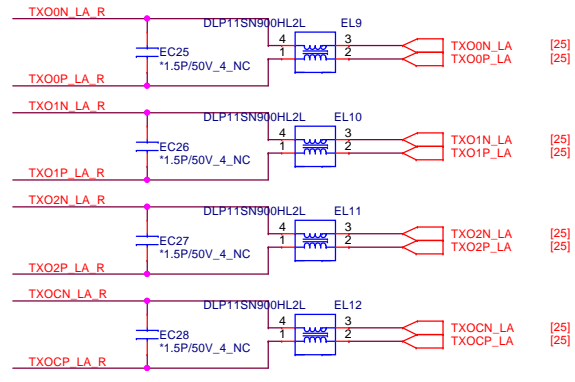 TXO0N_LA_R
DLP11SN900HL2L EL9
EC25
*1.5P/50V_4_NC
4 3
1 2
TXO0N_LA [25]
TXO0P_LA [25]
TXO0P_LA_R
TXO1N_LA_R
DLP11SN900HL2L EL10
EC26
*1.5P/50V_4_NC
4 3
1 2
TXO1N_LA [25]
TXO1P_LA [25]
TXO1P_LA_R
TXO2N_LA_R
DLP11SN900HL2L EL11
EC27
*1.5P/50V_4_NC
4 3
1 2
TXO2N_LA [25]
TXO2P_LA [25]
TXO2P_LA_R
TXOCN_LA_R
DLP11SN900HL2L EL12
EC28
*1.5P/50V_4_NC
4 3
1 2
TXOCN_LA [25]
TXOCP_LA [25]
TXOCP_LA_R